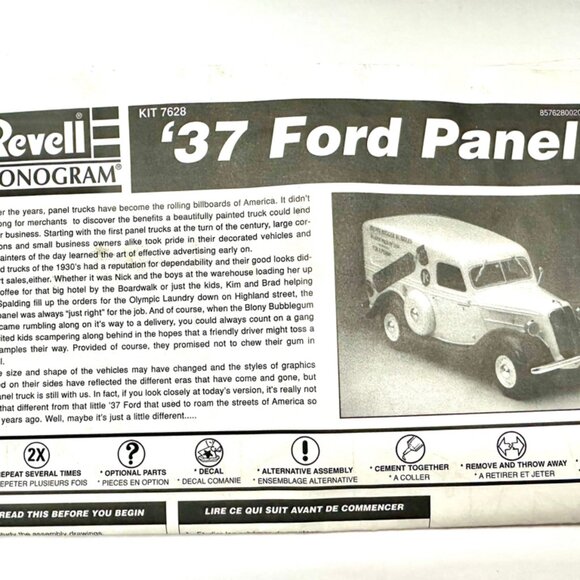 Revell
KIT 7628
8576280020
'37 Ford Panel
MONOGRAM®
er the years, panel trucks have become the rolling billboards of America. It didn't
ong for merchants to discover the benefits a beautifully painted truck could lend
r business. Starting with the first panel trucks at the turn of the century, large cor-
ons and small business owners alike took pride in their decorated vehicles and
ainters of the day learned the art of effective advertising early on.
d trucks of the 1930's had a reputation for dependability and their good looks did-
rt sales,either. Whether it was Nick and the boys at the warehouse loading her up
offee for that big hotel by the Boardwalk or just the kids, Kim and Brad helping
Spalding fill up the orders for the Olympic Laundry down on Highland street, the
panel was always "just right" for the job. And of course, when the Blony Bubblegum
came rumbling along on it's way to a delivery, you could always count on a gang
ited kids scampering along behind in the hopes that a friendly driver might toss a
amples their way. Provided of course, they promised not to chew their gum in
l.
e size and shape of the vehicles may have changed and the styles of graphics
ed on their sides have reflected the different eras that have come and gone, but
anel truck is still with us. In fact, if you look closely at today's version, it's really not
that different from that little '37 Ford that used to roam the streets of America so
years ago. Well, maybe it's just a little different.....
2X
?
!
REPEAT SEVERAL TIMES
REPETER PLUSIEURS FOIS
* OPTIONAL PARTS
* PIECES EN OPTION
* DECAL
* DECAL COMANIE
* ALTERNATIVE ASSEMBLY
* ENSEMBLAGE ALTERNATIVE
* CEMENT TOGETHER
* A COLLER
* REMOVE AND THROW AWAY
* A RETIRER ET JETER
READ THIS BEFORE YOU BEGIN
LIRE CE QUI SUIT AVANT DE COMMENCER